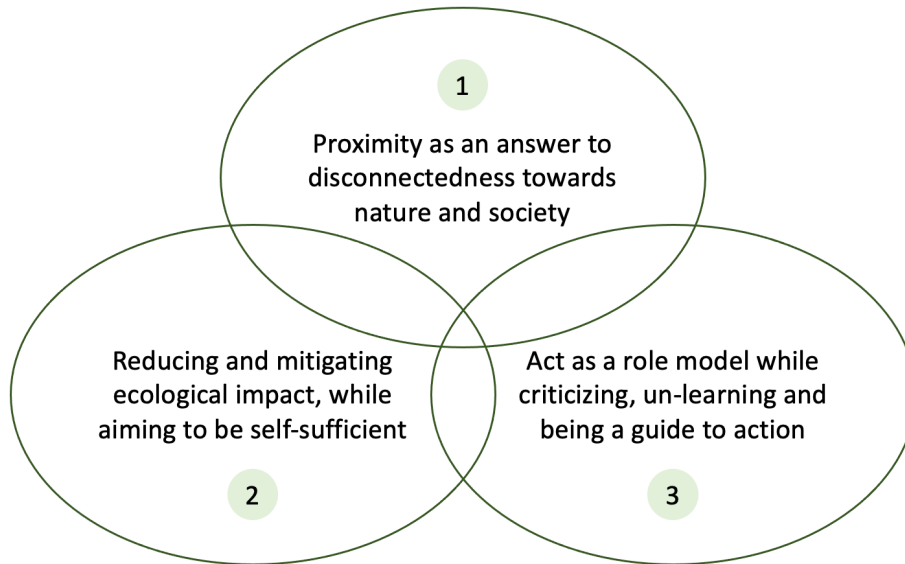 1
Proximity as an answer to
disconnectedness towards
nature and society
Reducing and mitigating
ecological impact, while
aiming to be self-sufficient
2
Act as a role model while
criticizing, un-learning and
being a guide to action
3